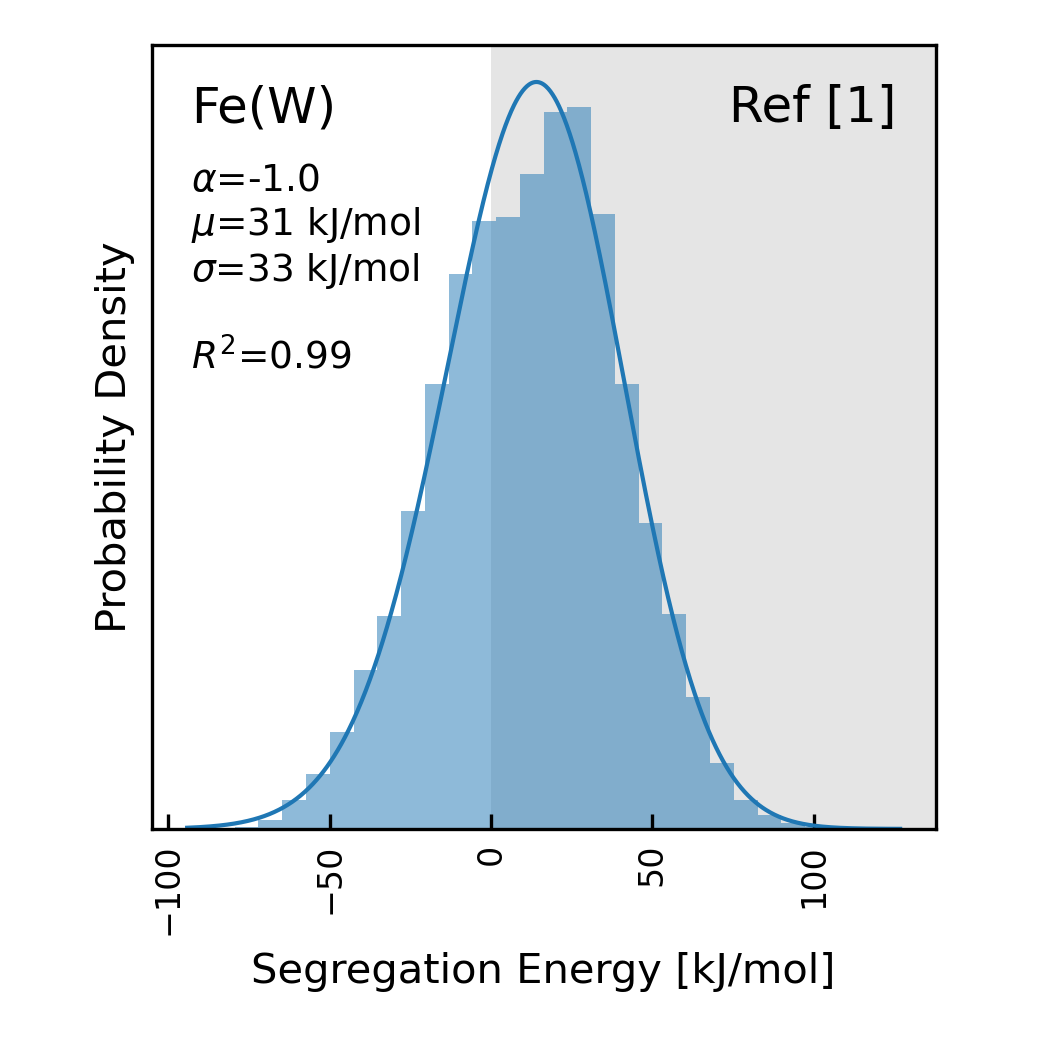 Fe(W)
Ref [1]
α=-1.0
μ=31 kJ/mol
σ=33 kJ/mol
R²=0.99
Probability Density
−100
−50
0
50
100
Segregation Energy [kJ/mol]